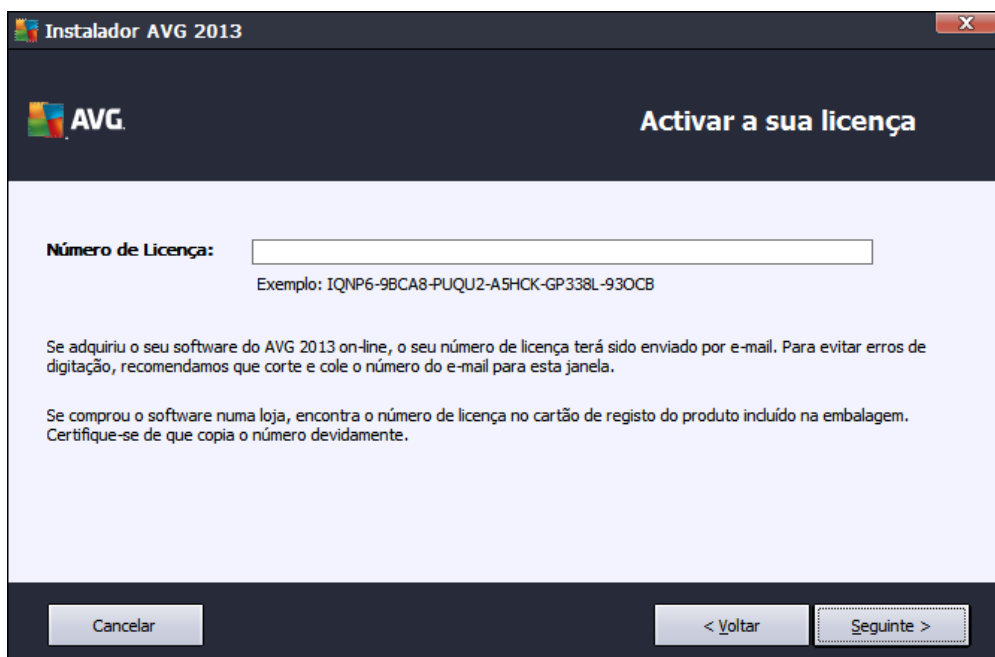 Instalador AVG 2013
X
AVG.
Activar a sua licença
Número de Licença:
Exemplo: IQNP6-9BCA8-PUQU2-A5HCK-GP338L-93OCB
Se adquiriu o seu software do AVG 2013 on-line, o seu número de licença terá sido enviado por e-mail. Para evitar erros de
digitação, recomendamos que corte e cole o número do e-mail para esta janela.
Se comprou o software numa loja, encontra o número de licença no cartão de registo do produto incluído na embalagem.
Certifique-se de que copia o número devidamente.
Cancelar
< Voltar
Seguinte >